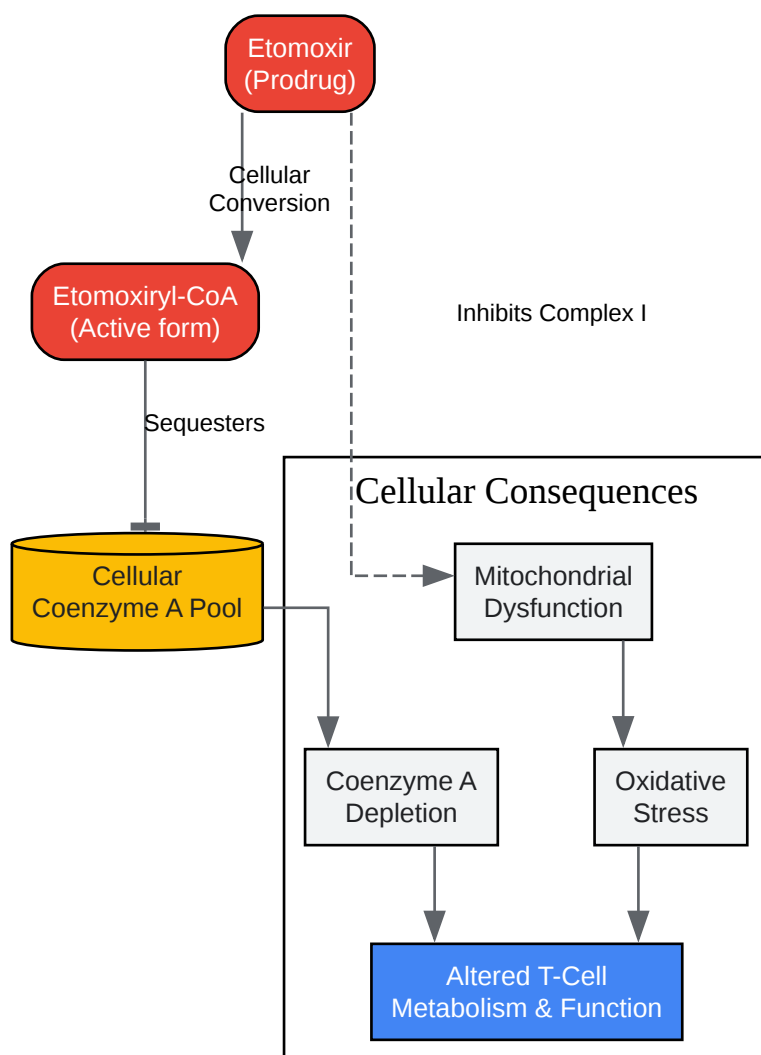 Etomoxir
(Prodrug)
Cellular
Conversion
Etomoxiryl-CoA
(Active form)
Inhibits Complex I
Sequesters
Cellular Consequences
Cellular
Coenzyme A Pool
Mitochondrial
Dysfunction
Coenzyme A
Depletion
Oxidative
Stress
Altered T-Cell
Metabolism & Function